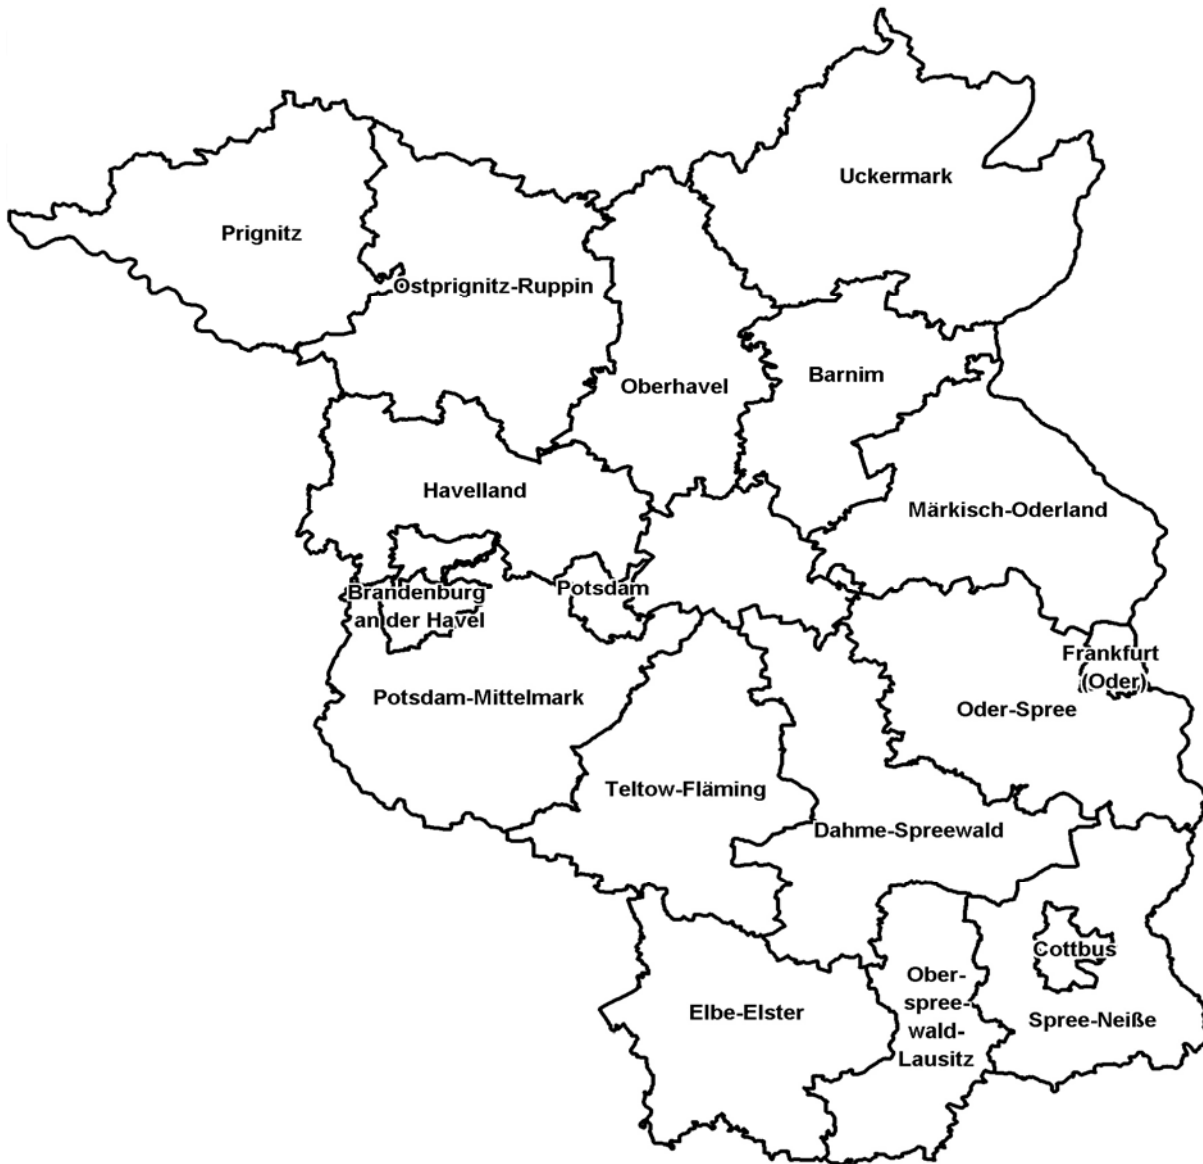 Uckermark
Prignitz
Ostprignitz-Ruppin
Barnim
Oberhavel
Havelland
Märkisch-Oderland
Potsdam
Brandenburg
an der Havel
Frankfurt
(Oder)
Potsdam-Mittelmark
Oder-Spree
Teltow-Fläming
Dahme-Spreewald
Cottbus
Ober-
spree-
wald-
Lausitz
Elbe-Elster
Spree-Neiße